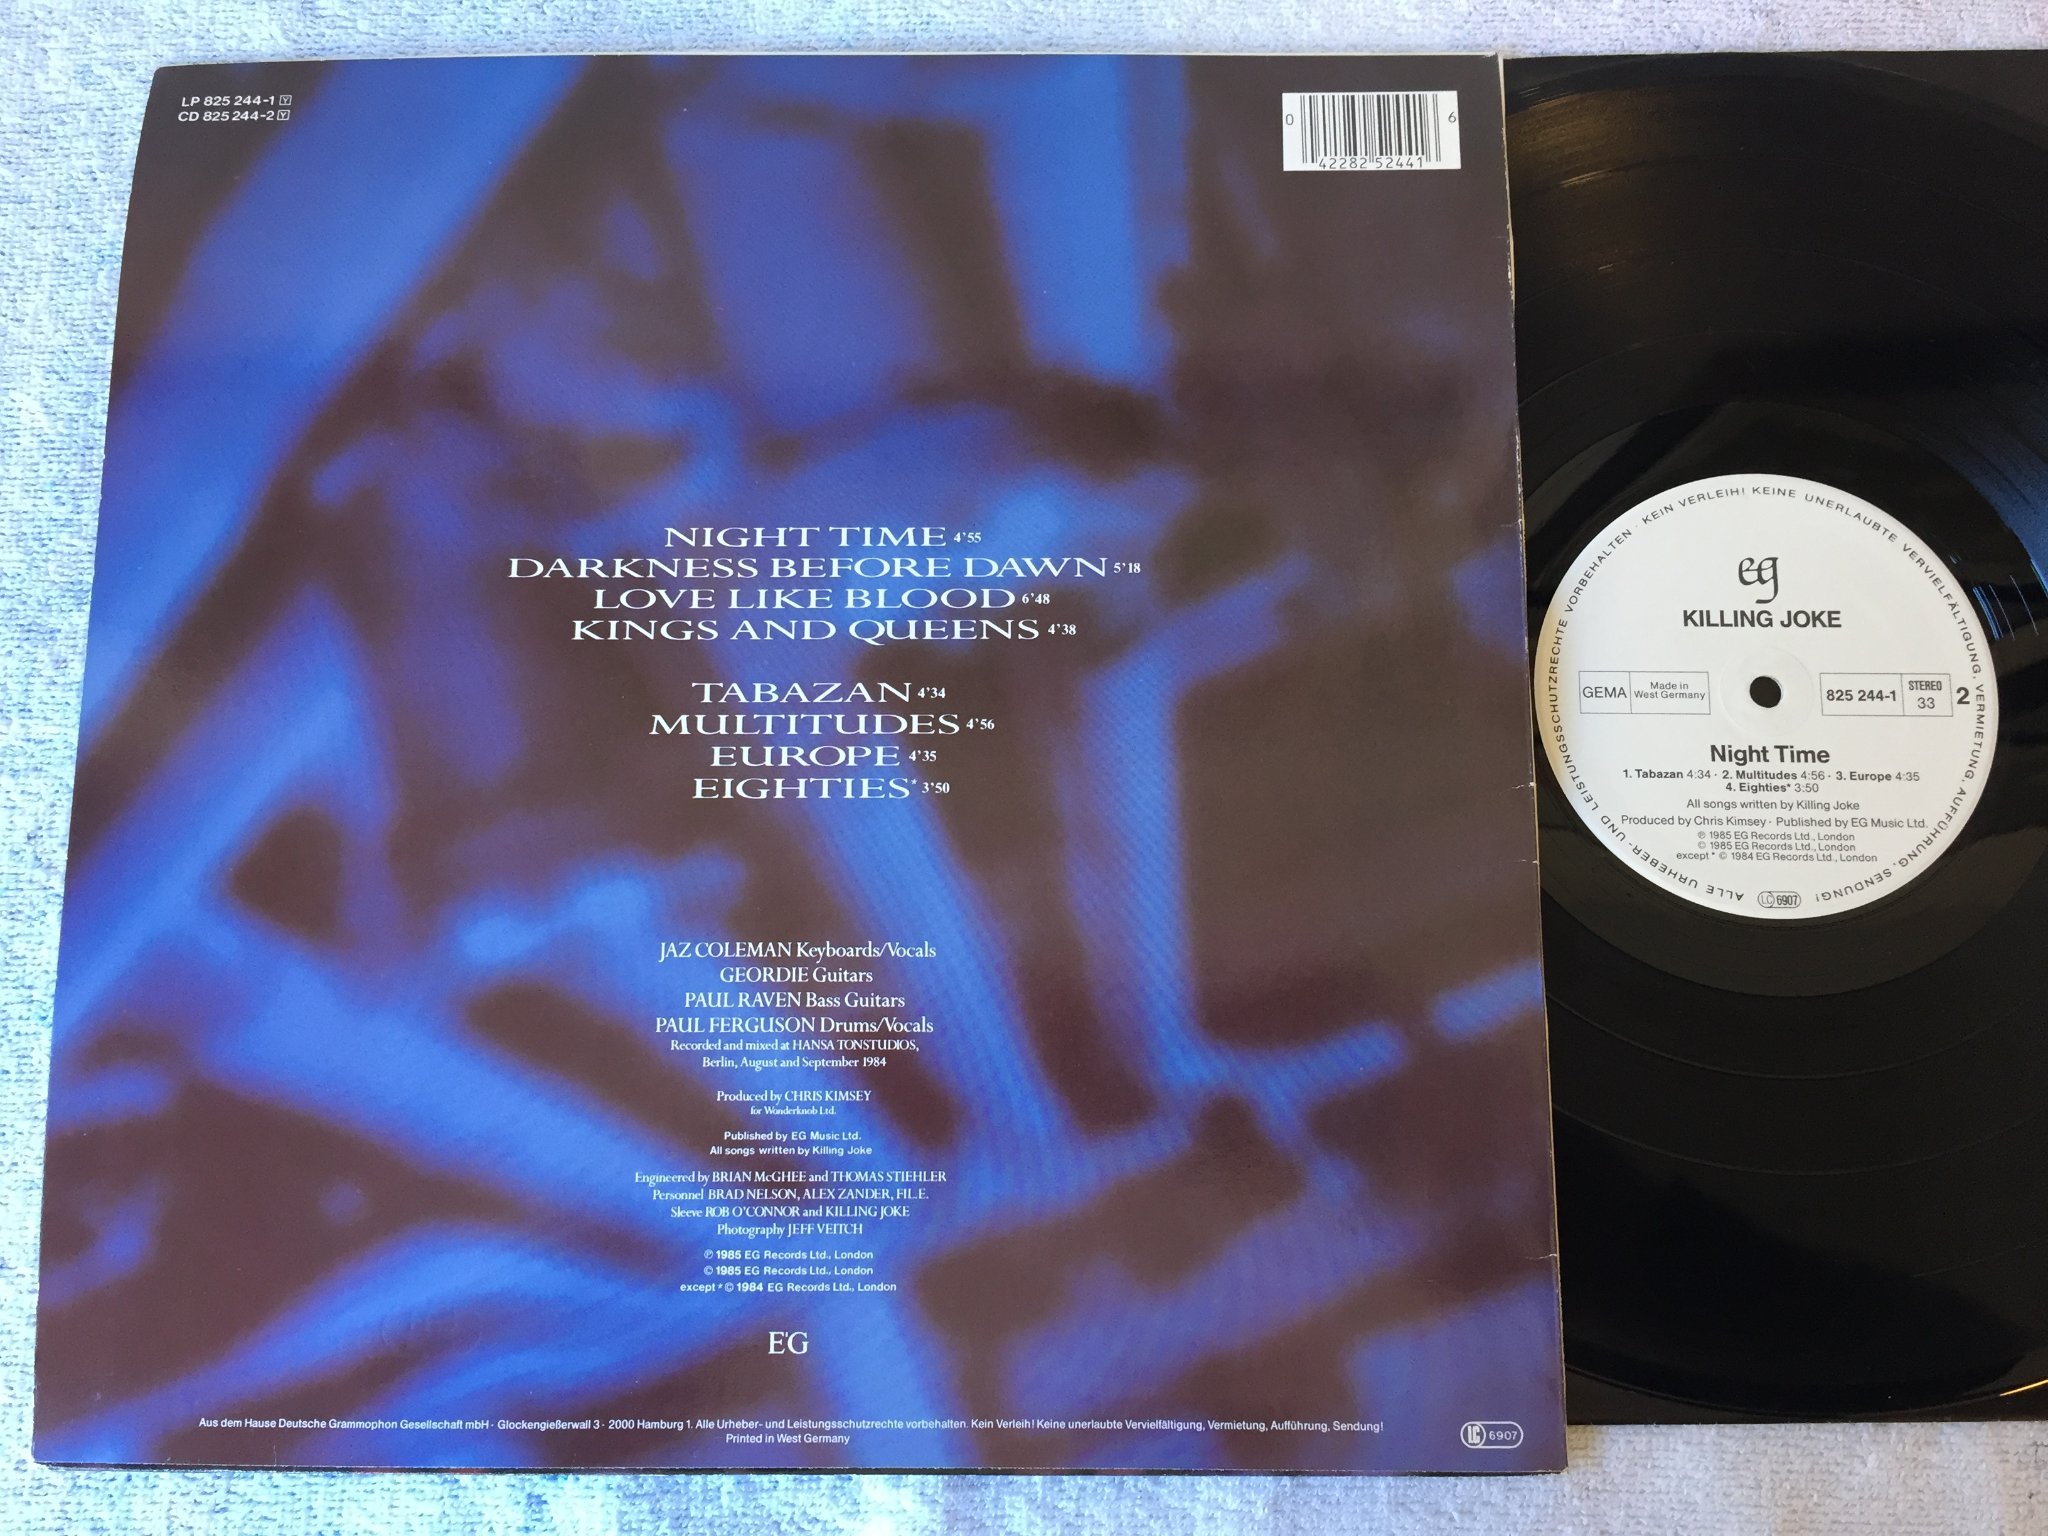 LP 825 244-1 Y
CD 825 244-2 Y
0 42282 52441 6
NIGHT TIME 4'55
DARKNESS BEFORE DAWN 5'18
LOVE LIKE BLOOD 6'48
KINGS AND QUEENS 4'38
TABAZAN 4'34
MULTITUDES 4'56
EUROPE 4'35
EIGHTIES* 3'50
JAZ COLEMAN Keyboards/Vocals
GEORDIE Guitars
PAUL RAVEN Bass Guitars
PAUL FERGUSON Drums/Vocals
Recorded and mixed at HANSA TONSTUDIOS,
Berlin, August and September 1984
Produced by CHRIS KIMSEY
for Wonderknob Ltd.
Published by EG Music Ltd.
All songs written by Killing Joke
Engineered by BRIAN McGHEE and THOMAS STIEHLER
Personnel BRAD NELSON, ALEX ZANDER, FIL.E.
Sleeve ROB O'CONNOR and KILLING JOKE
Photography JEFF VEITCH
℗ 1985 EG Records Ltd., London
© 1985 EG Records Ltd., London
except * © 1984 EG Records Ltd., London
E'G
Aus dem Hause Deutsche Grammophon Gesellschaft mbH · Glockengießerwall 3 · 2000 Hamburg 1. Alle Urheber- und Leistungsschutzrechte vorbehalten. Kein Verleih! Keine unerlaubte Vervielfältigung, Vermietung, Aufführung, Sendung!
Printed in West Germany
LC 6907
ALLE URHEBER- UND LEISTUNGSSCHUTZRECHTE VORBEHALTEN · KEIN VERLEIH! KEINE UNERLAUBTE VERVIELFÄLTIGUNG, VERMIETUNG, AUFFÜHRUNG, SENDUNG!
eg
KILLING JOKE
GEMA
Made in
West Germany
825 244-1
STEREO
33
2
Night Time
1. Tabazan 4:34 · 2. Multitudes 4:56 · 3. Europe 4:35
4. Eighties* 3:50
All songs written by Killing Joke
Produced by Chris Kimsey · Published by EG Music Ltd.
℗ 1985 EG Records Ltd., London
© 1985 EG Records Ltd., London
except * © 1984 EG Records Ltd., London
LC 6907